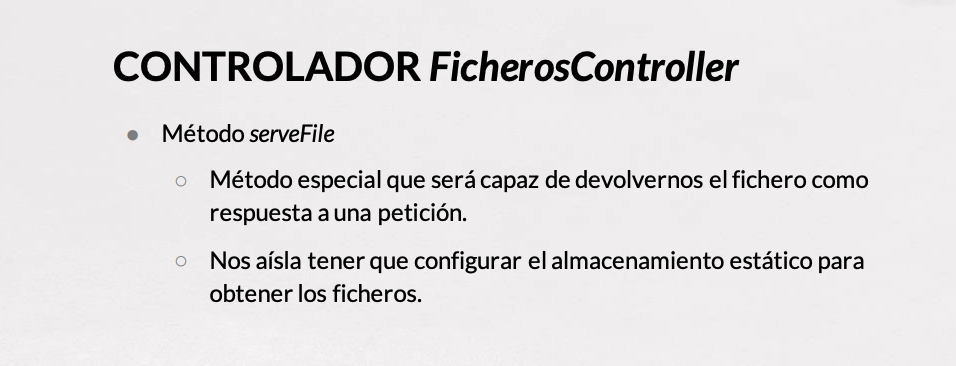 CONTROLADOR FicherosController
● Método serveFile
○ Método especial que será capaz de devolvernos el fichero como
respuesta a una petición.
○ Nos aísla tener que configurar el almacenamiento estático para
obtener los ficheros.